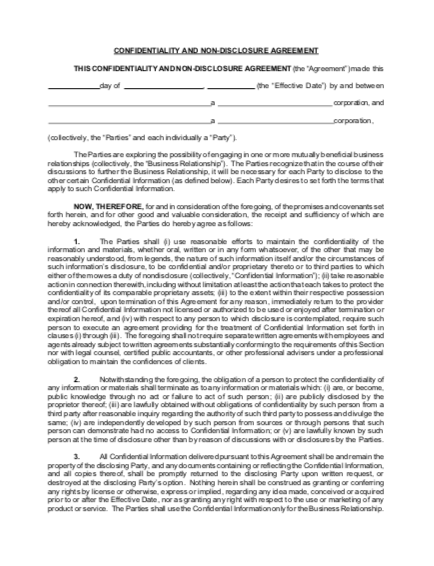 CONFIDENTIALITY AND NON-DISCLOSURE AGREEMENT
THIS CONFIDENTIALITY AND NON-DISCLOSURE AGREEMENT (the "Agreement") made this
day of , (the "Effective Date") by and between
a corporation, and
a corporation,
(collectively, the "Parties" and each individually a "Party").
The Parties are exploring the possibility of engaging in one or more mutually beneficial business
relationships (collectively, the "Business Relationship"). The Parties recognize that in the course of their
discussions to further the Business Relationship, it will be necessary for each Party to disclose to the
other certain Confidential Information (as defined below). Each Party desires to set forth the terms that
apply to such Confidential Information.
NOW, THEREFORE, for and in consideration of the foregoing, of the promises and covenants set
forth herein, and for other good and valuable consideration, the receipt and sufficiency of which are
hereby acknowledged, the Parties do hereby agree as follows:
1. The Parties shall (i) use reasonable efforts to maintain the confidentiality of the
information and materials, whether oral, written or in any form whatsoever, of the other that may be
reasonably understood, from legends, the nature of such information itself and/or the circumstances of
such information's disclosure, to be confidential and/or proprietary thereto or to third parties to which
either of them owes a duty of nondisclosure (collectively, "Confidential Information"); (ii) take reasonable
action in connection therewith, including without limitation at least the action that each takes to protect the
confidentiality of its comparable proprietary assets; (iii) to the extent within their respective possession
and/or control, upon termination of this Agreement for any reason, immediately return to the provider
thereof all Confidential Information not licensed or authorized to be used or enjoyed after termination or
expiration hereof, and (iv) with respect to any person to which disclosure is contemplated, require such
person to execute an agreement providing for the treatment of Confidential Information set forth in
clauses (i) through (iii). The foregoing shall not require separate written agreements with employees and
agents already subject to written agreements substantially conforming to the requirements of this Section
nor with legal counsel, certified public accountants, or other professional advisers under a professional
obligation to maintain the confidences of clients.
2. Notwithstanding the foregoing, the obligation of a person to protect the confidentiality of
any information or materials shall terminate as to any information or materials which: (i) are, or become,
public knowledge through no act or failure to act of such person; (ii) are publicly disclosed by the
proprietor thereof; (iii) are lawfully obtained without obligations of confidentiality by such person from a
third party after reasonable inquiry regarding the authority of such third party to possess and divulge the
same; (iv) are independently developed by such person from sources or through persons that such
person can demonstrate had no access to Confidential Information; or (v) are lawfully known by such
person at the time of disclosure other than by reason of discussions with or disclosures by the Parties.
3. All Confidential Information delivered pursuant to this Agreement shall be and remain the
property of the disclosing Party, and any documents containing or reflecting the Confidential Information,
and all copies thereof, shall be promptly returned to the disclosing Party upon written request, or
destroyed at the disclosing Party's option. Nothing herein shall be construed as granting or conferring
any rights by license or otherwise, express or implied, regarding any idea made, conceived or acquired
prior to or after the Effective Date, nor as granting any right with respect to the use or marketing of any
product or service. The Parties shall use the Confidential Information only for the Business Relationship.